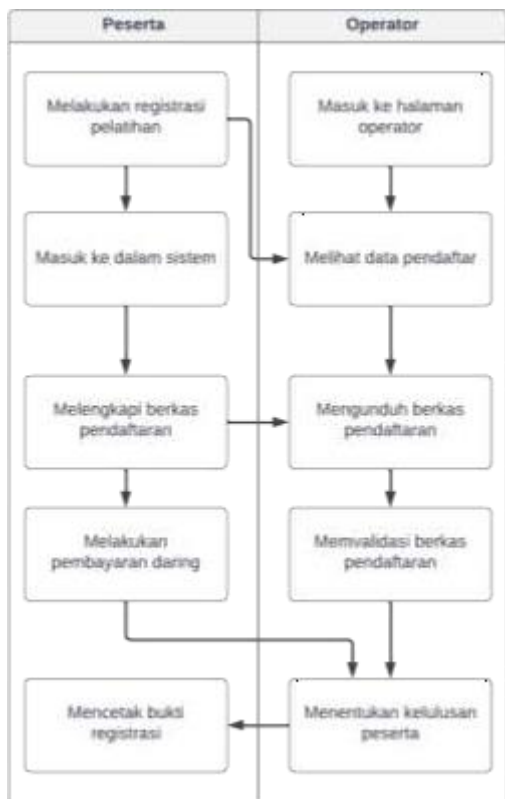 Peserta
Operator
Melakukan registrasi
pelatihan
Masuk ke halaman
operator
Masuk ke dalam sistem
Melihat data pendaftar
Melengkapi berkas
pendaftaran
Mengunduh berkas
pendaftaran
Melakukan
pembayaran daring
Memvalidasi berkas
pendaftaran
Mencetak bukti
registrasi
Menentukan kelulusan
peserta